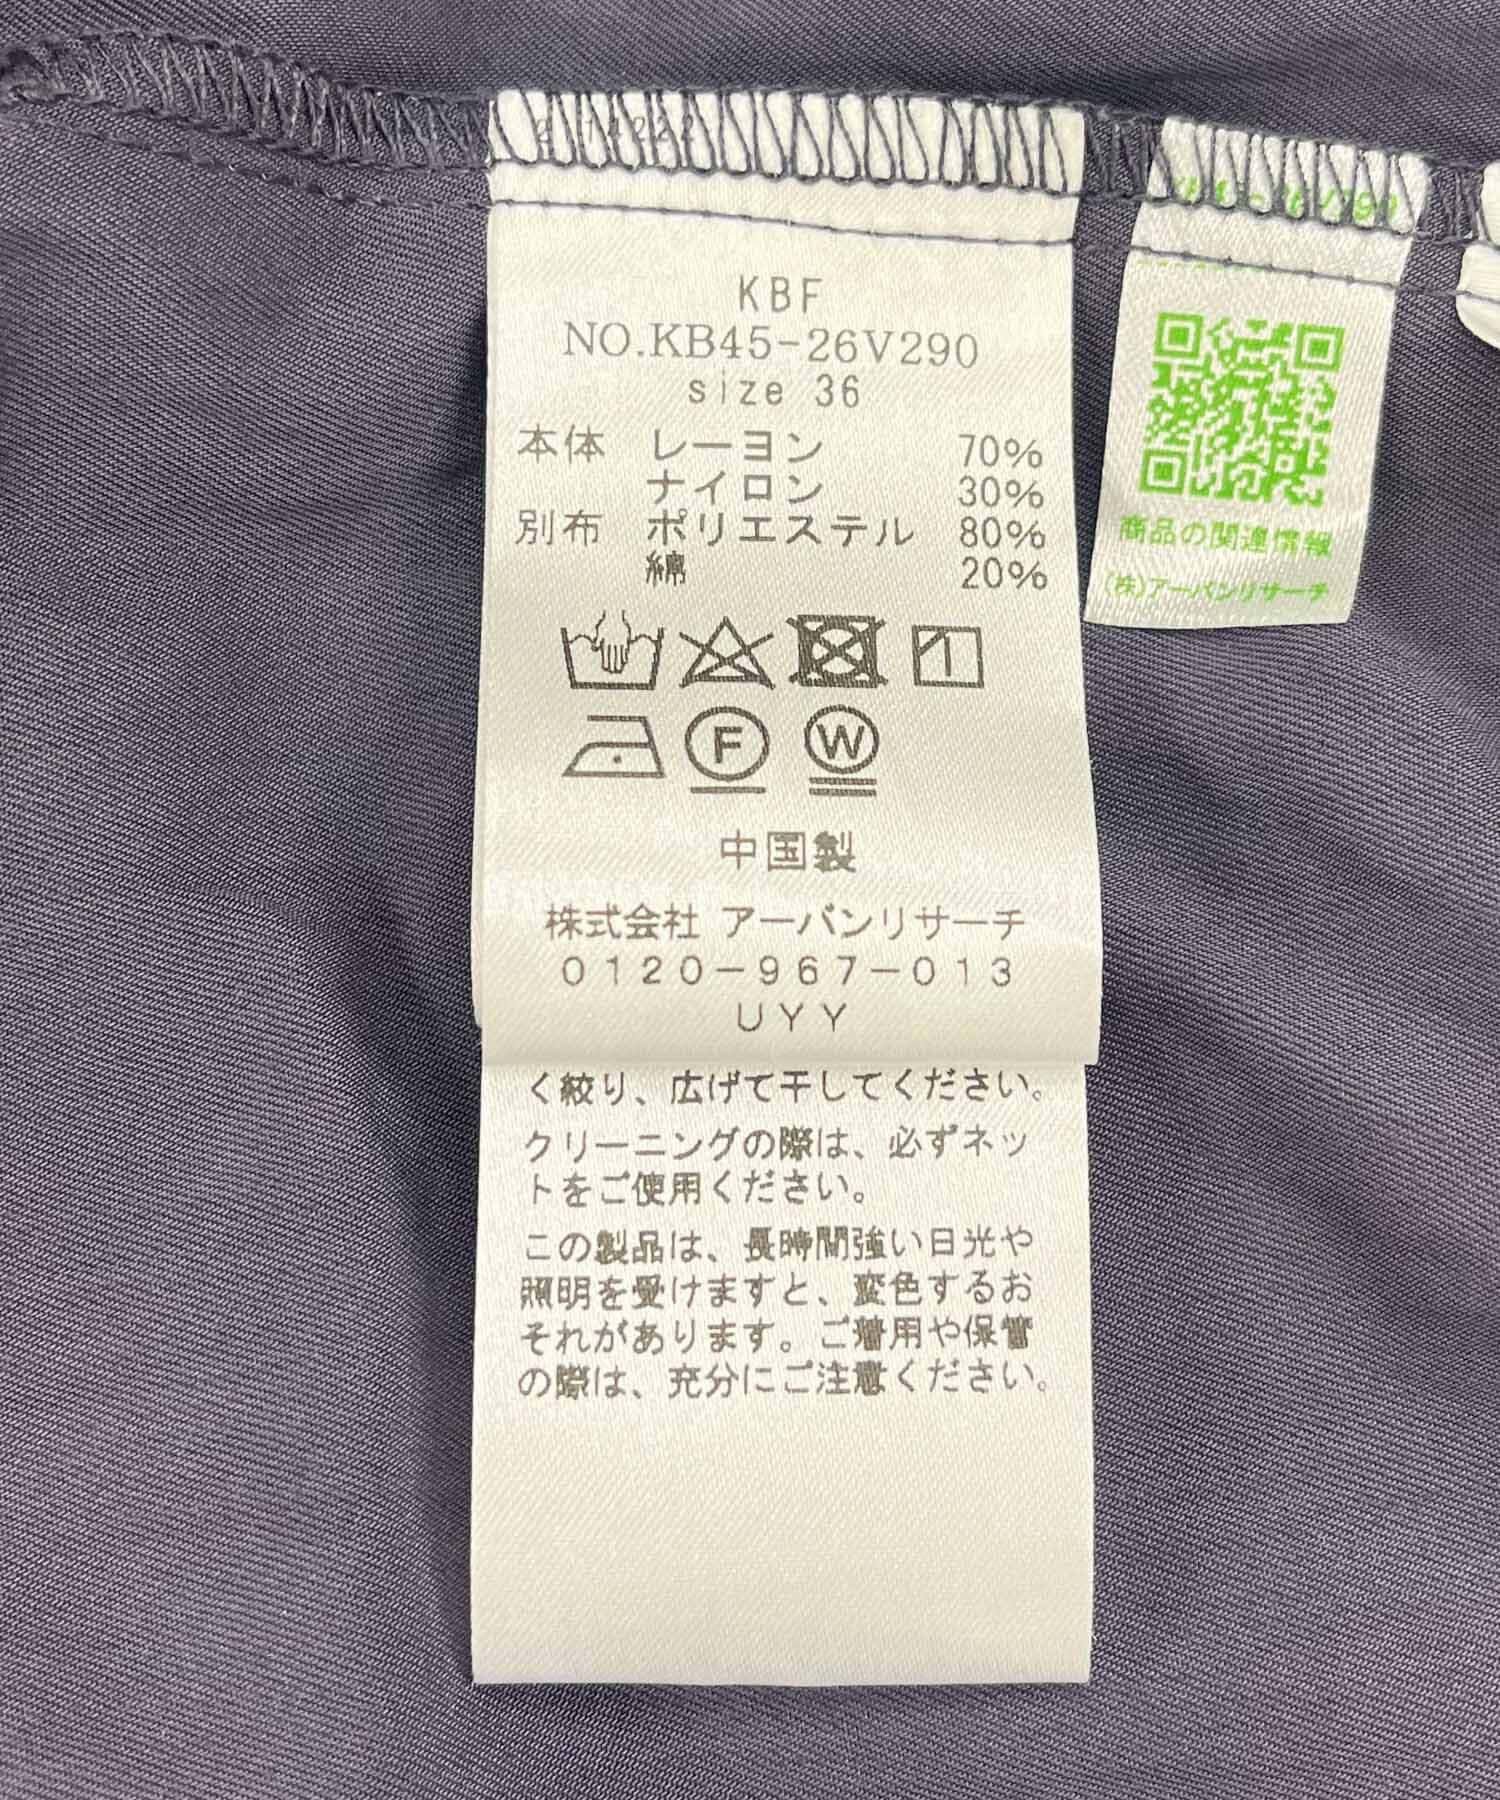 KBF
NO.KB45-26V290
size 36
本体 レーヨン 70%
ナイロン 30%
別布 ポリエステル 80%
綿 20%
F W
中国製
株式会社 アーバンリサーチ
0120-967-013
UYY
く絞り、広げて干してください。
クリーニングの際は、必ずネッ
トをご使用ください。
この製品は、長時間強い日光や
照明を受けますと、変色するお
それがあります。ご着用や保管
の際は、充分にご注意ください。
KB45-26V290
商品の関連情報
(株)アーバンリサーチ